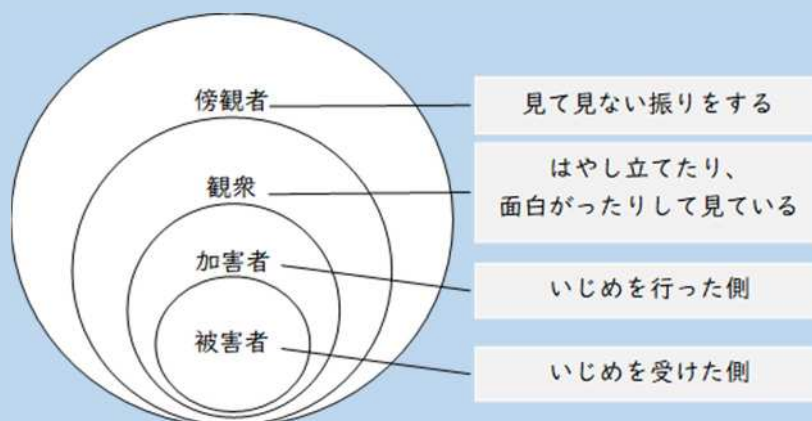 傍観者
見て見ない振りをする
観衆
はやし立てたり、
面白がったりして見ている
加害者
いじめを行った側
被害者
いじめを受けた側